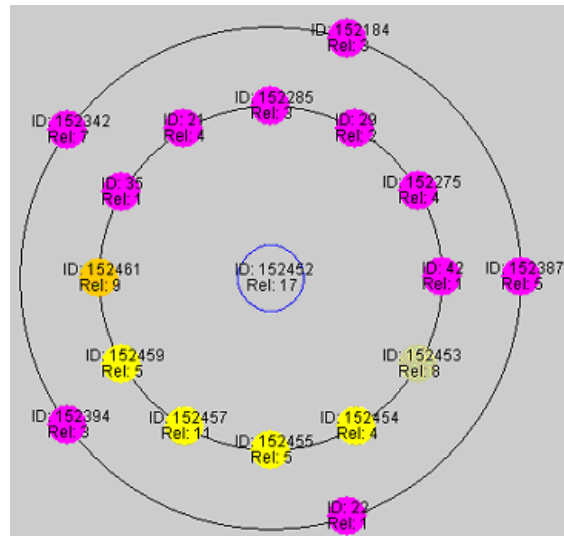 ID: 152184
Rel: 3
ID: 152285
Rel: 3
ID: 21
Rel: 4
ID: 29
Rel: 2
ID: 152342
Rel: 7
ID: 35
Rel: 1
ID: 152275
Rel: 4
ID: 152461
Rel: 9
ID: 152452
Rel: 17
ID: 42
Rel: 1
ID: 152387
Rel: 5
ID: 152459
Rel: 5
ID: 152453
Rel: 8
ID: 152394
Rel: 3
ID: 152457
Rel: 11
ID: 152454
Rel: 4
ID: 152455
Rel: 5
ID: 22
Rel: 1